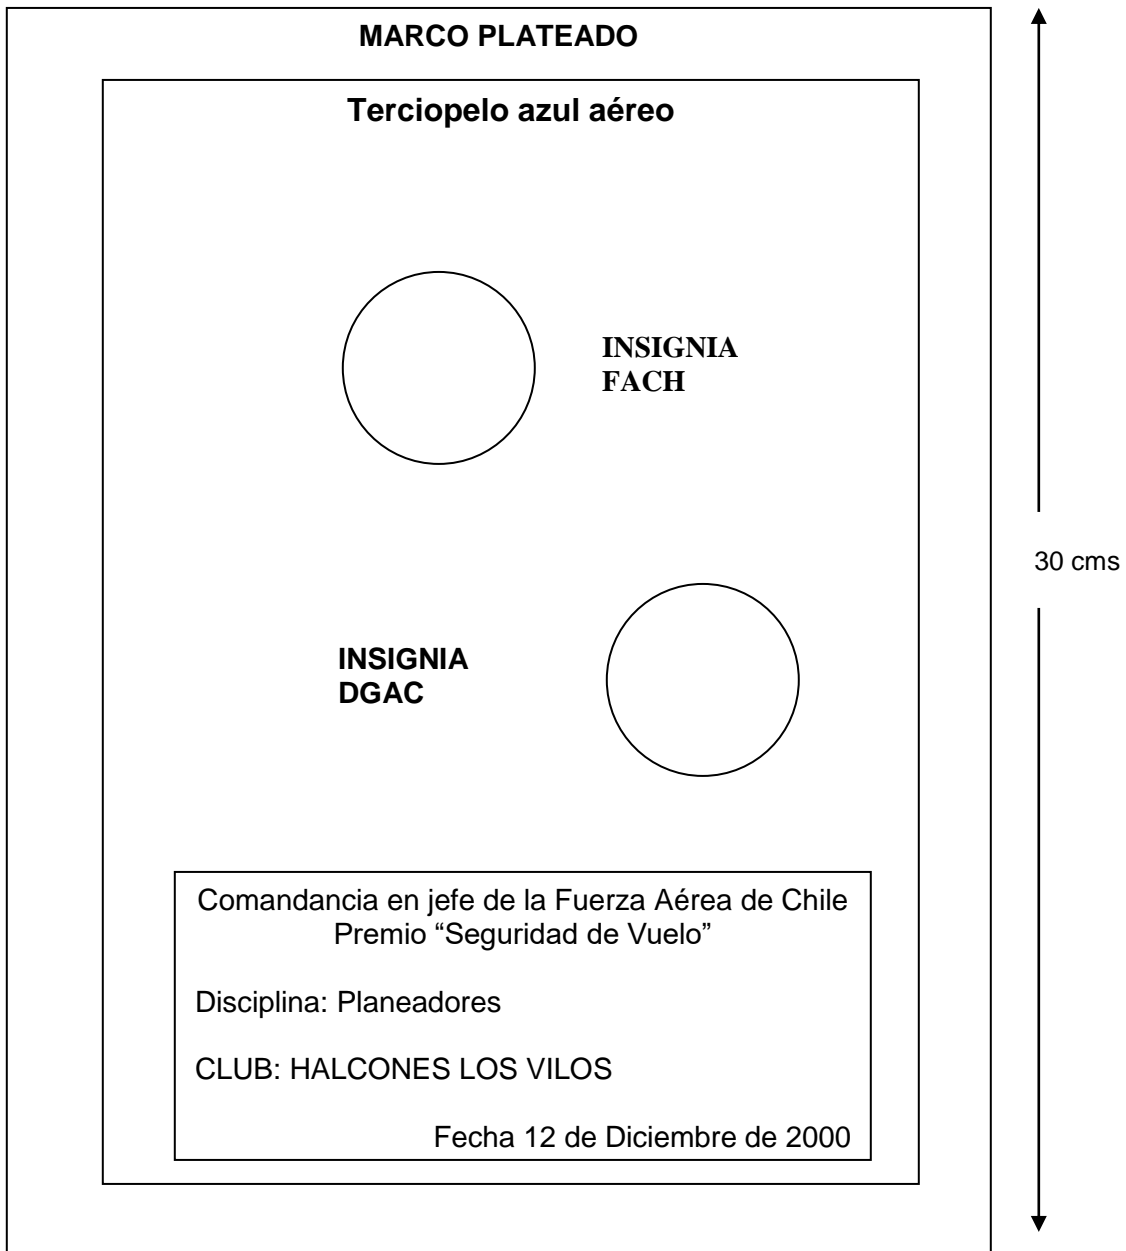 MARCO PLATEADO
Terciopelo azul aéreo
INSIGNIA
FACH
30 cms
INSIGNIA
DGAC
Comandancia en jefe de la Fuerza Aérea de Chile
Premio “Seguridad de Vuelo”
Disciplina: Planeadores
CLUB: HALCONES LOS VILOS
Fecha 12 de Diciembre de 2000